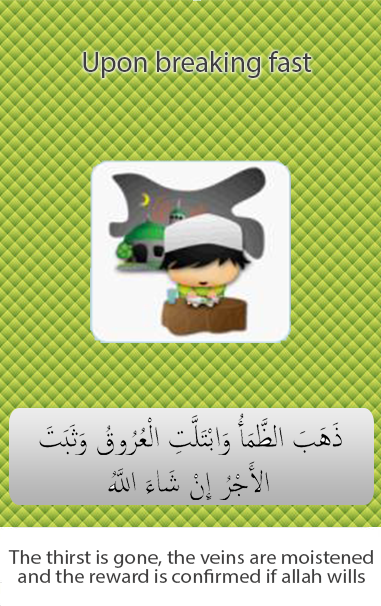 Upon breaking fast
ذَهَبَ الظَّمَأُ وَابْتَلَّتِ الْعُرُوقُ وَثَبَتَ
الأَجْرُ إِنْ شَاءَ اللَّهُ
The thirst is gone, the veins are moistened
and the reward is confirmed if allah wills